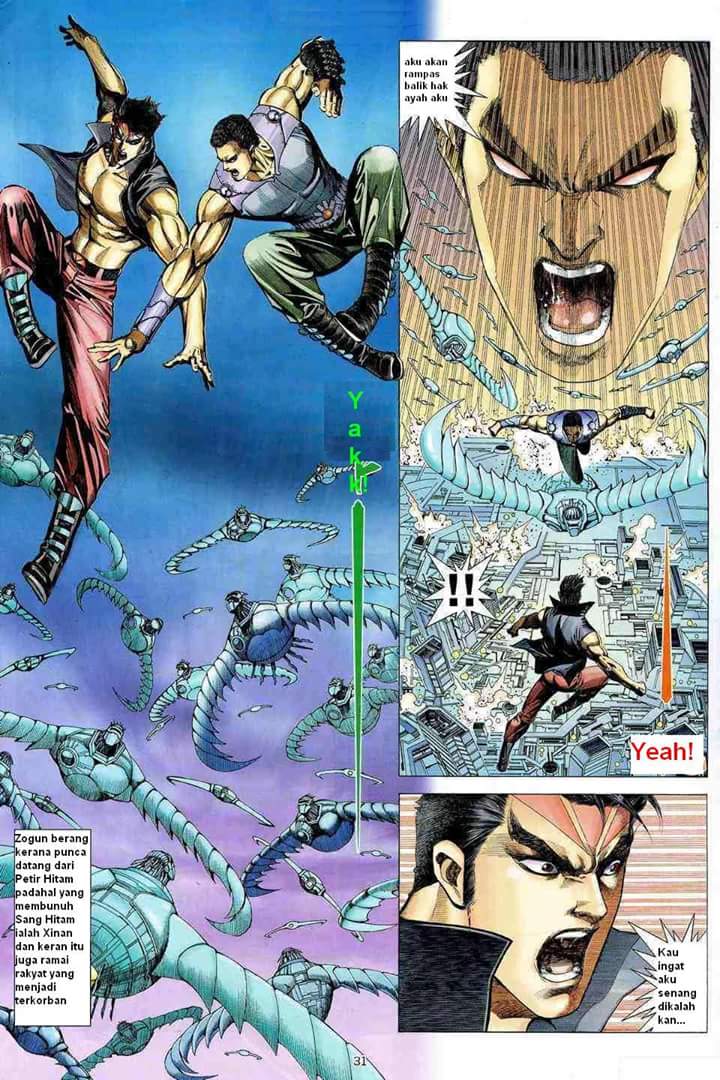 aku akan
rampas
balik hak
ayah aku
Y
a
k
k!
!!
Yeah!
Zogun berang
kerana punca
datang dari
Petir Hitam
padahal yang
membunuh
Sang Hitam
ialah Xinan
dan keran itu
juga ramai
rakyat yang
menjadi
terkorban
Kau
ingat
aku
senang
dikalah
kan...
31